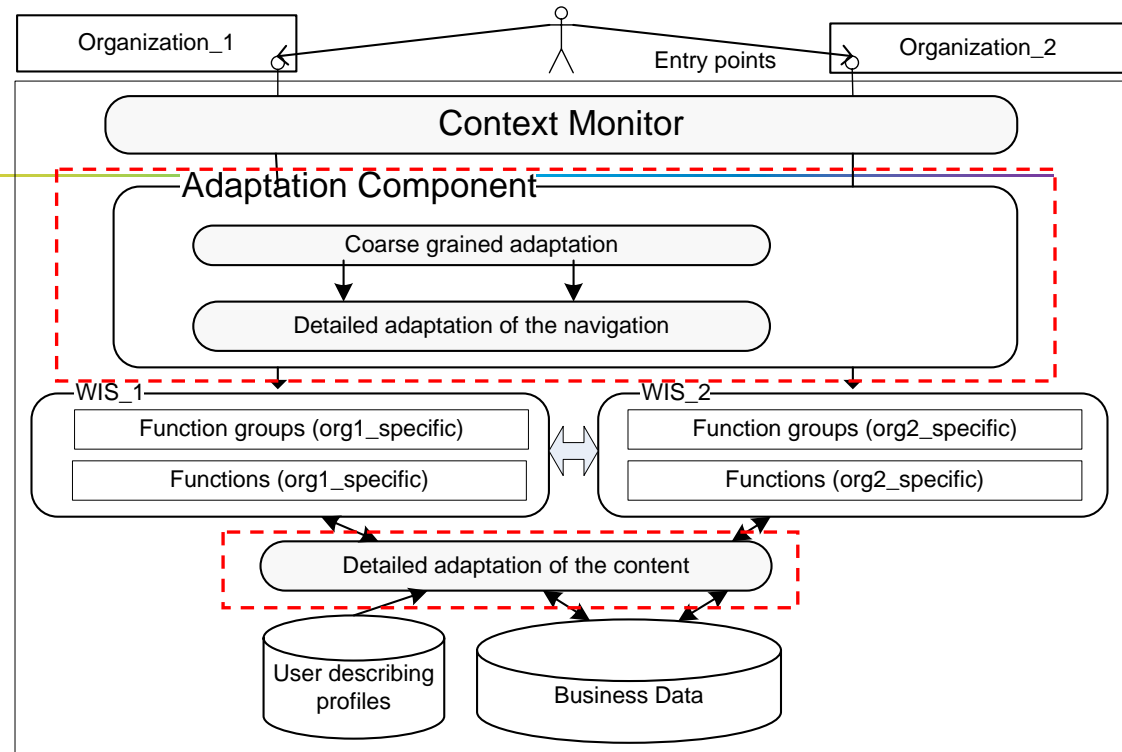 Organization_1
Organization_2
Entry points
Context Monitor
Adaptation Component
Coarse grained adaptation
Detailed adaptation of the navigation
WIS_1
WIS_2
Function groups (org1_specific)
Function groups (org2_specific)
Functions (org1_specific)
Functions (org2_specific)
Detailed adaptation of the content
User describing
profiles
Business Data